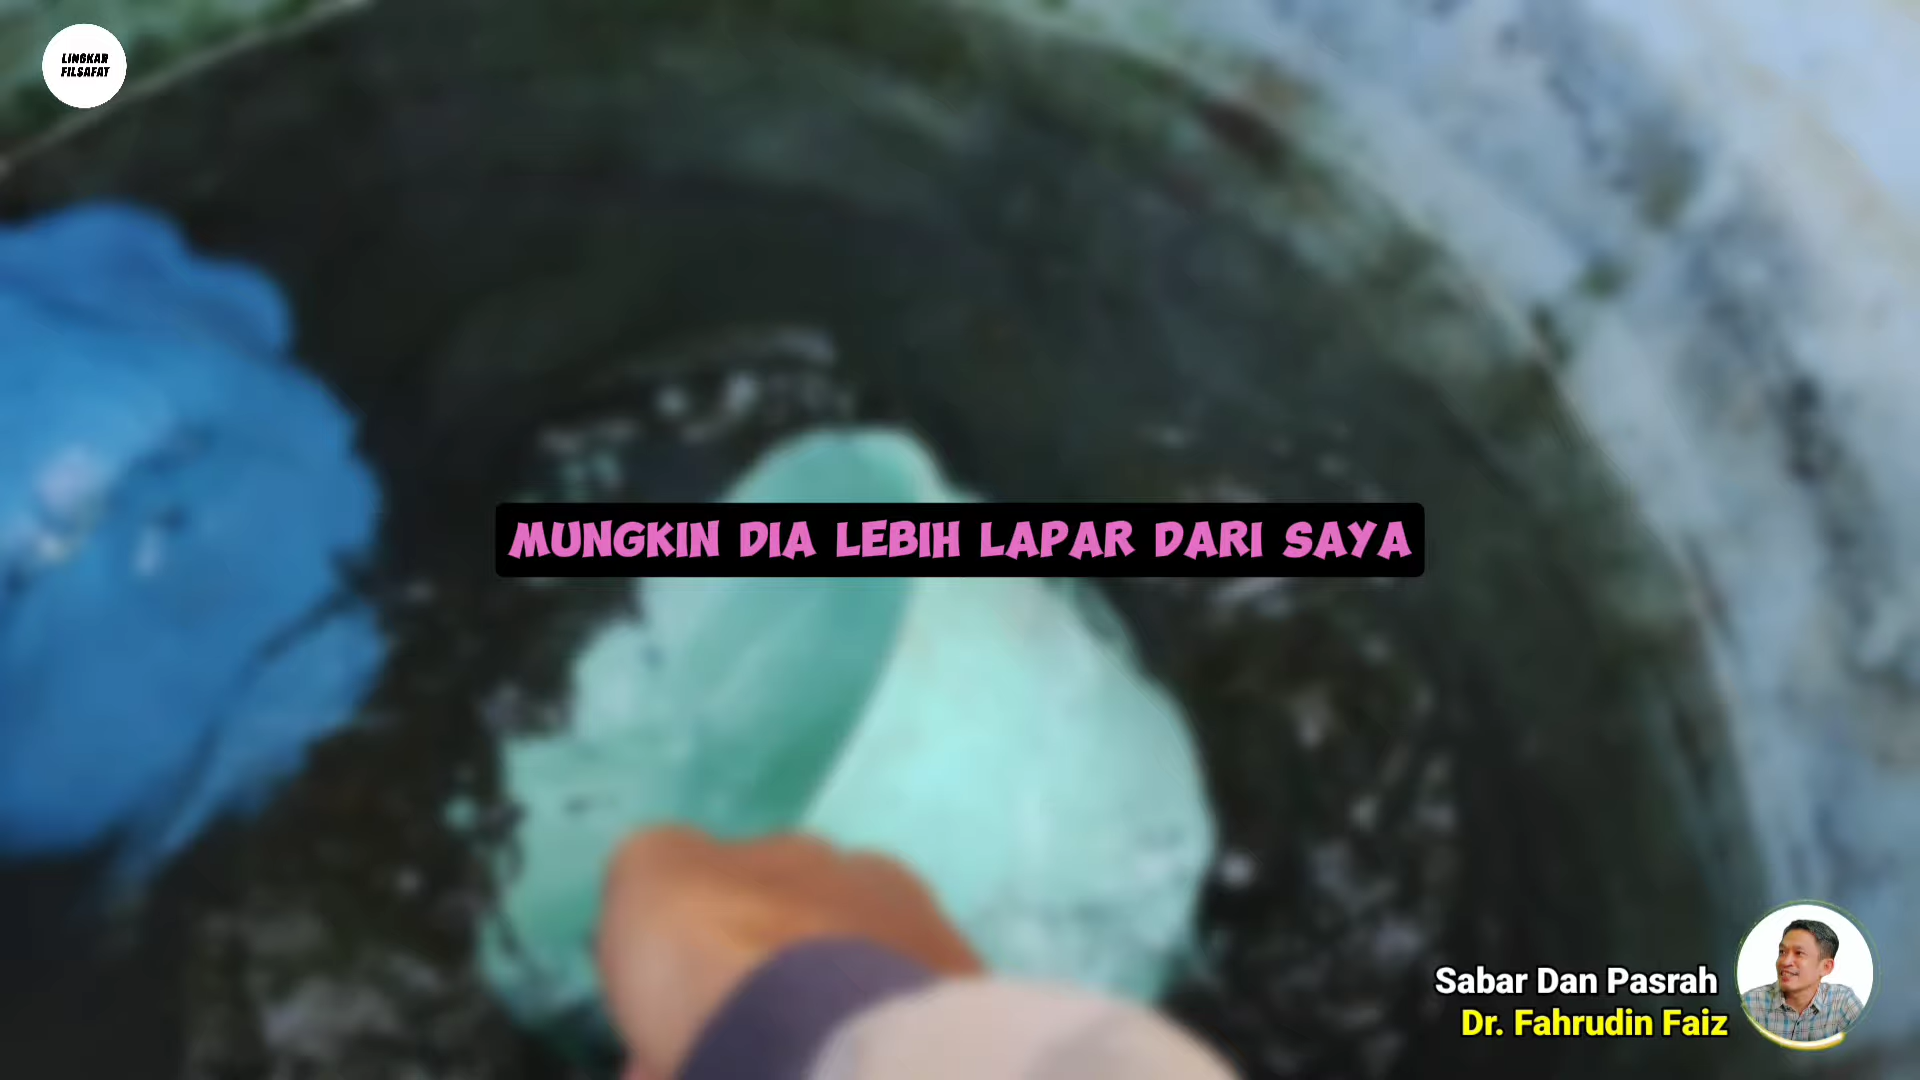 LINGKAR
FILSAFAT
MUNGKIN DIA LEBIH LAPAR DARI SAYA
Sabar Dan Pasrah
Dr. Fahrudin Faiz